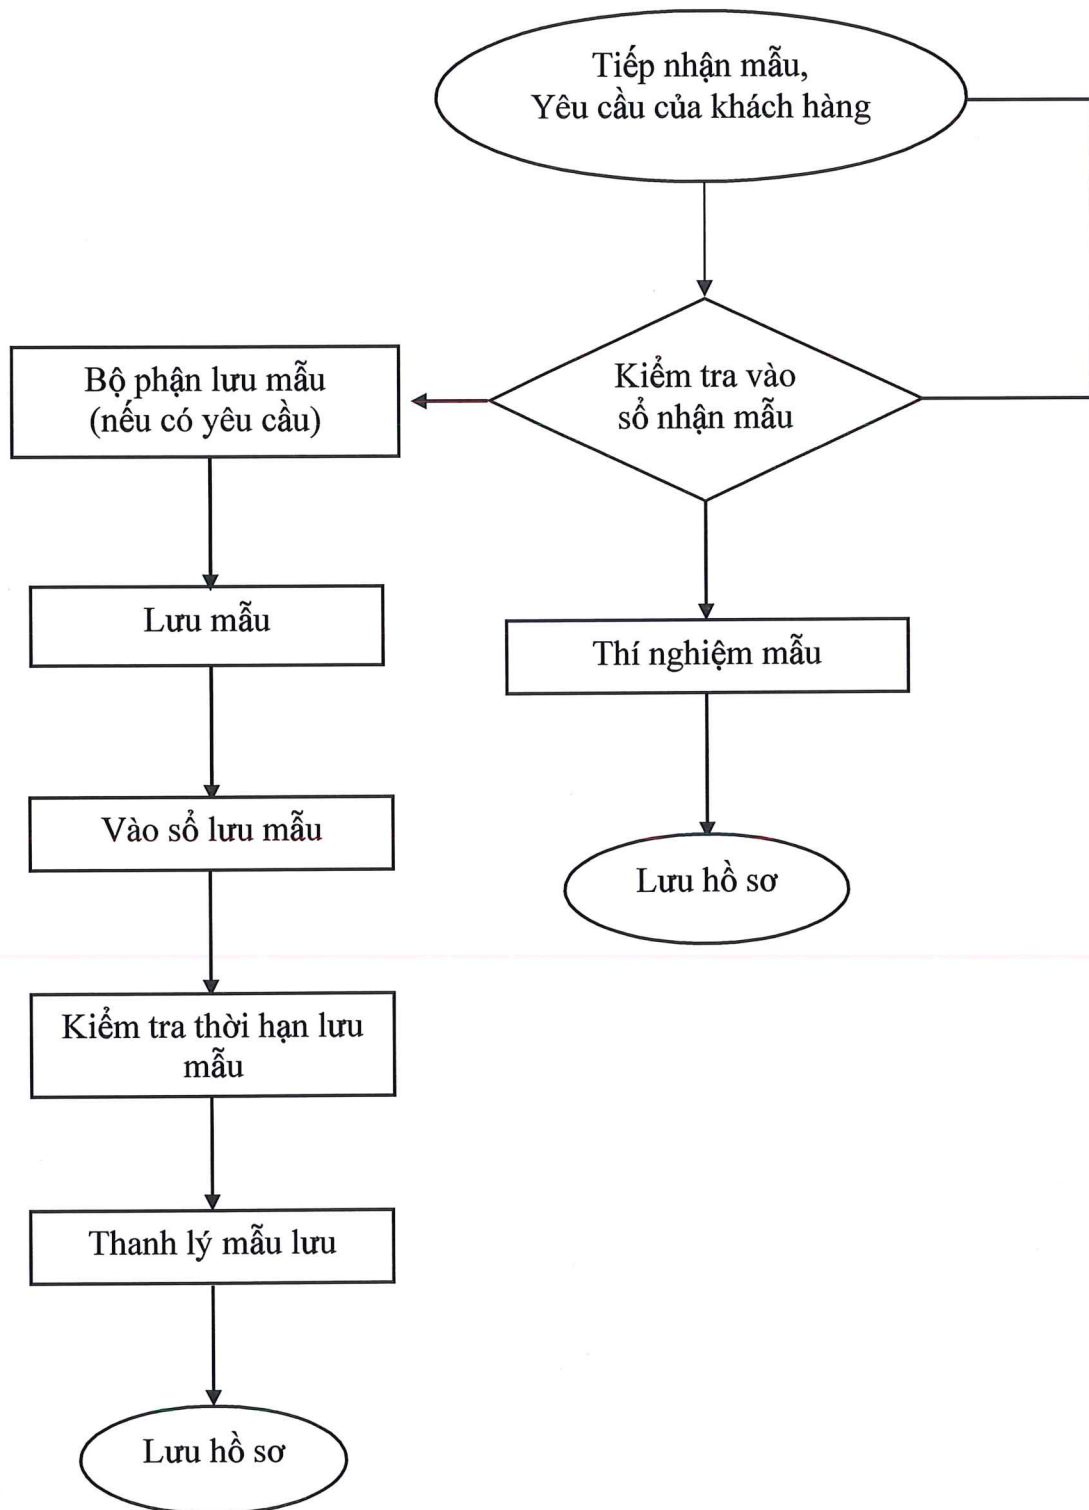 Tiếp nhận mẫu,
Yêu cầu của khách hàng
Kiểm tra vào
sổ nhận mẫu
Bộ phận lưu mẫu
(nếu có yêu cầu)
Lưu mẫu
Thí nghiệm mẫu
Vào sổ lưu mẫu
Lưu hồ sơ
Kiểm tra thời hạn lưu
mẫu
Thanh lý mẫu lưu
Lưu hồ sơ